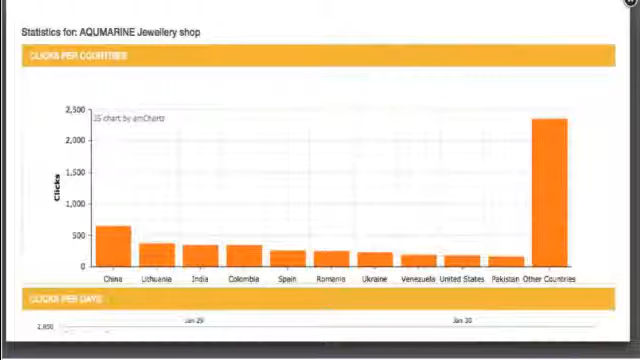 Statistics for: AQUMARINE Jewellery shop
CLICKS PER COUNTRIES
2,500
JS chart by amCharts
2,000
1,500
Clicks
1,000
500
0
China Lithuania India Colombia Spain Romania Ukraine Venezuela United States Pakistan Other Countries
CLICKS PER DAYS
Jan 29 Jan 30
1,950